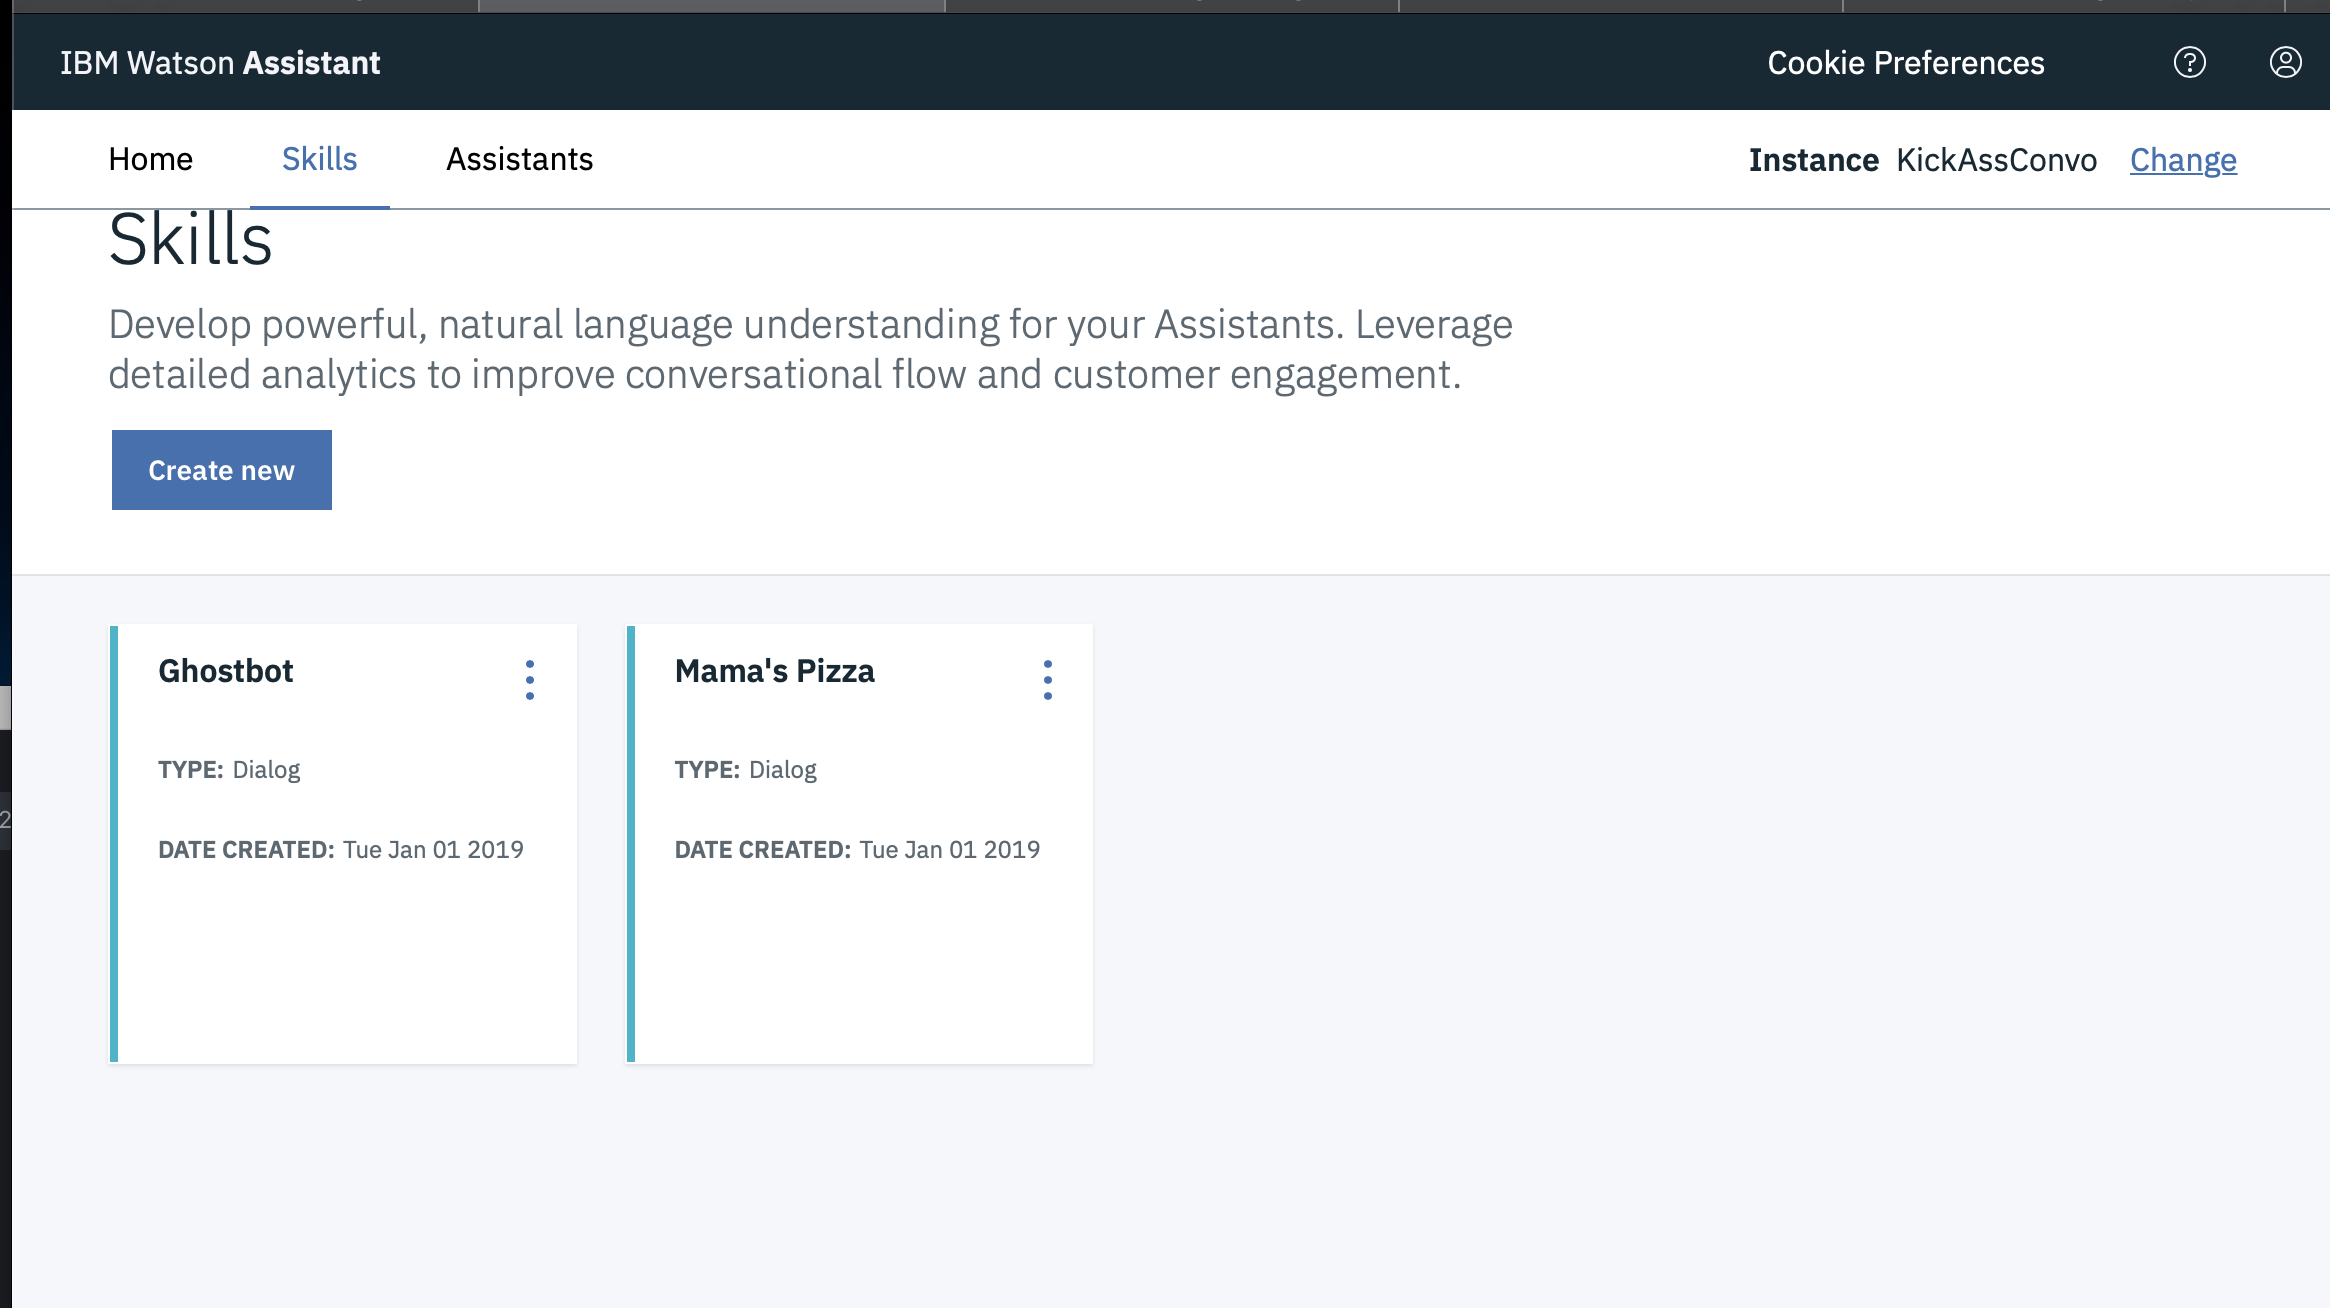 IBM Watson Assistant
Cookie Preferences
Home
Skills
Assistants
Instance KickAssConvo Change
Skills
Develop powerful, natural language understanding for your Assistants. Leverage
detailed analytics to improve conversational flow and customer engagement.
Create new
Ghostbot
TYPE: Dialog
DATE CREATED: Tue Jan 01 2019
Mama's Pizza
TYPE: Dialog
DATE CREATED: Tue Jan 01 2019
2